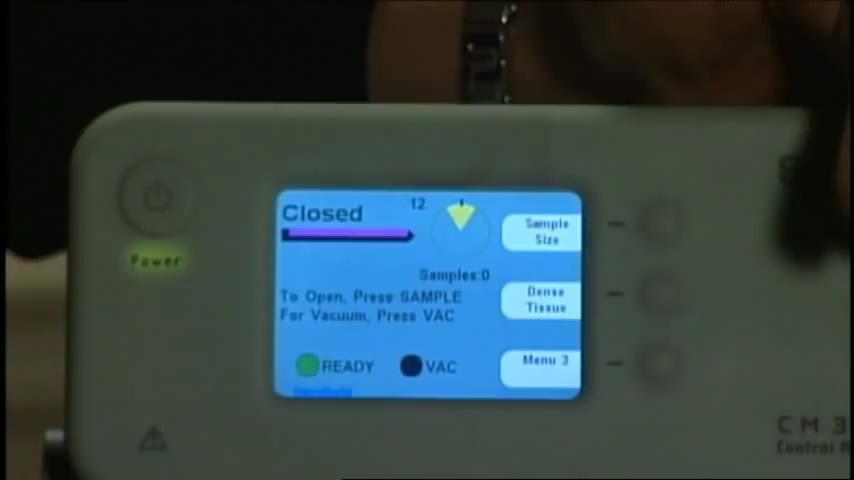 Closed
12
Samples:0
To Open, Press SAMPLE
For Vacuum, Press VAC
READY
VAC
Sample
Size
Dense
Tissue
Menu 3
Power
CM 3
Control